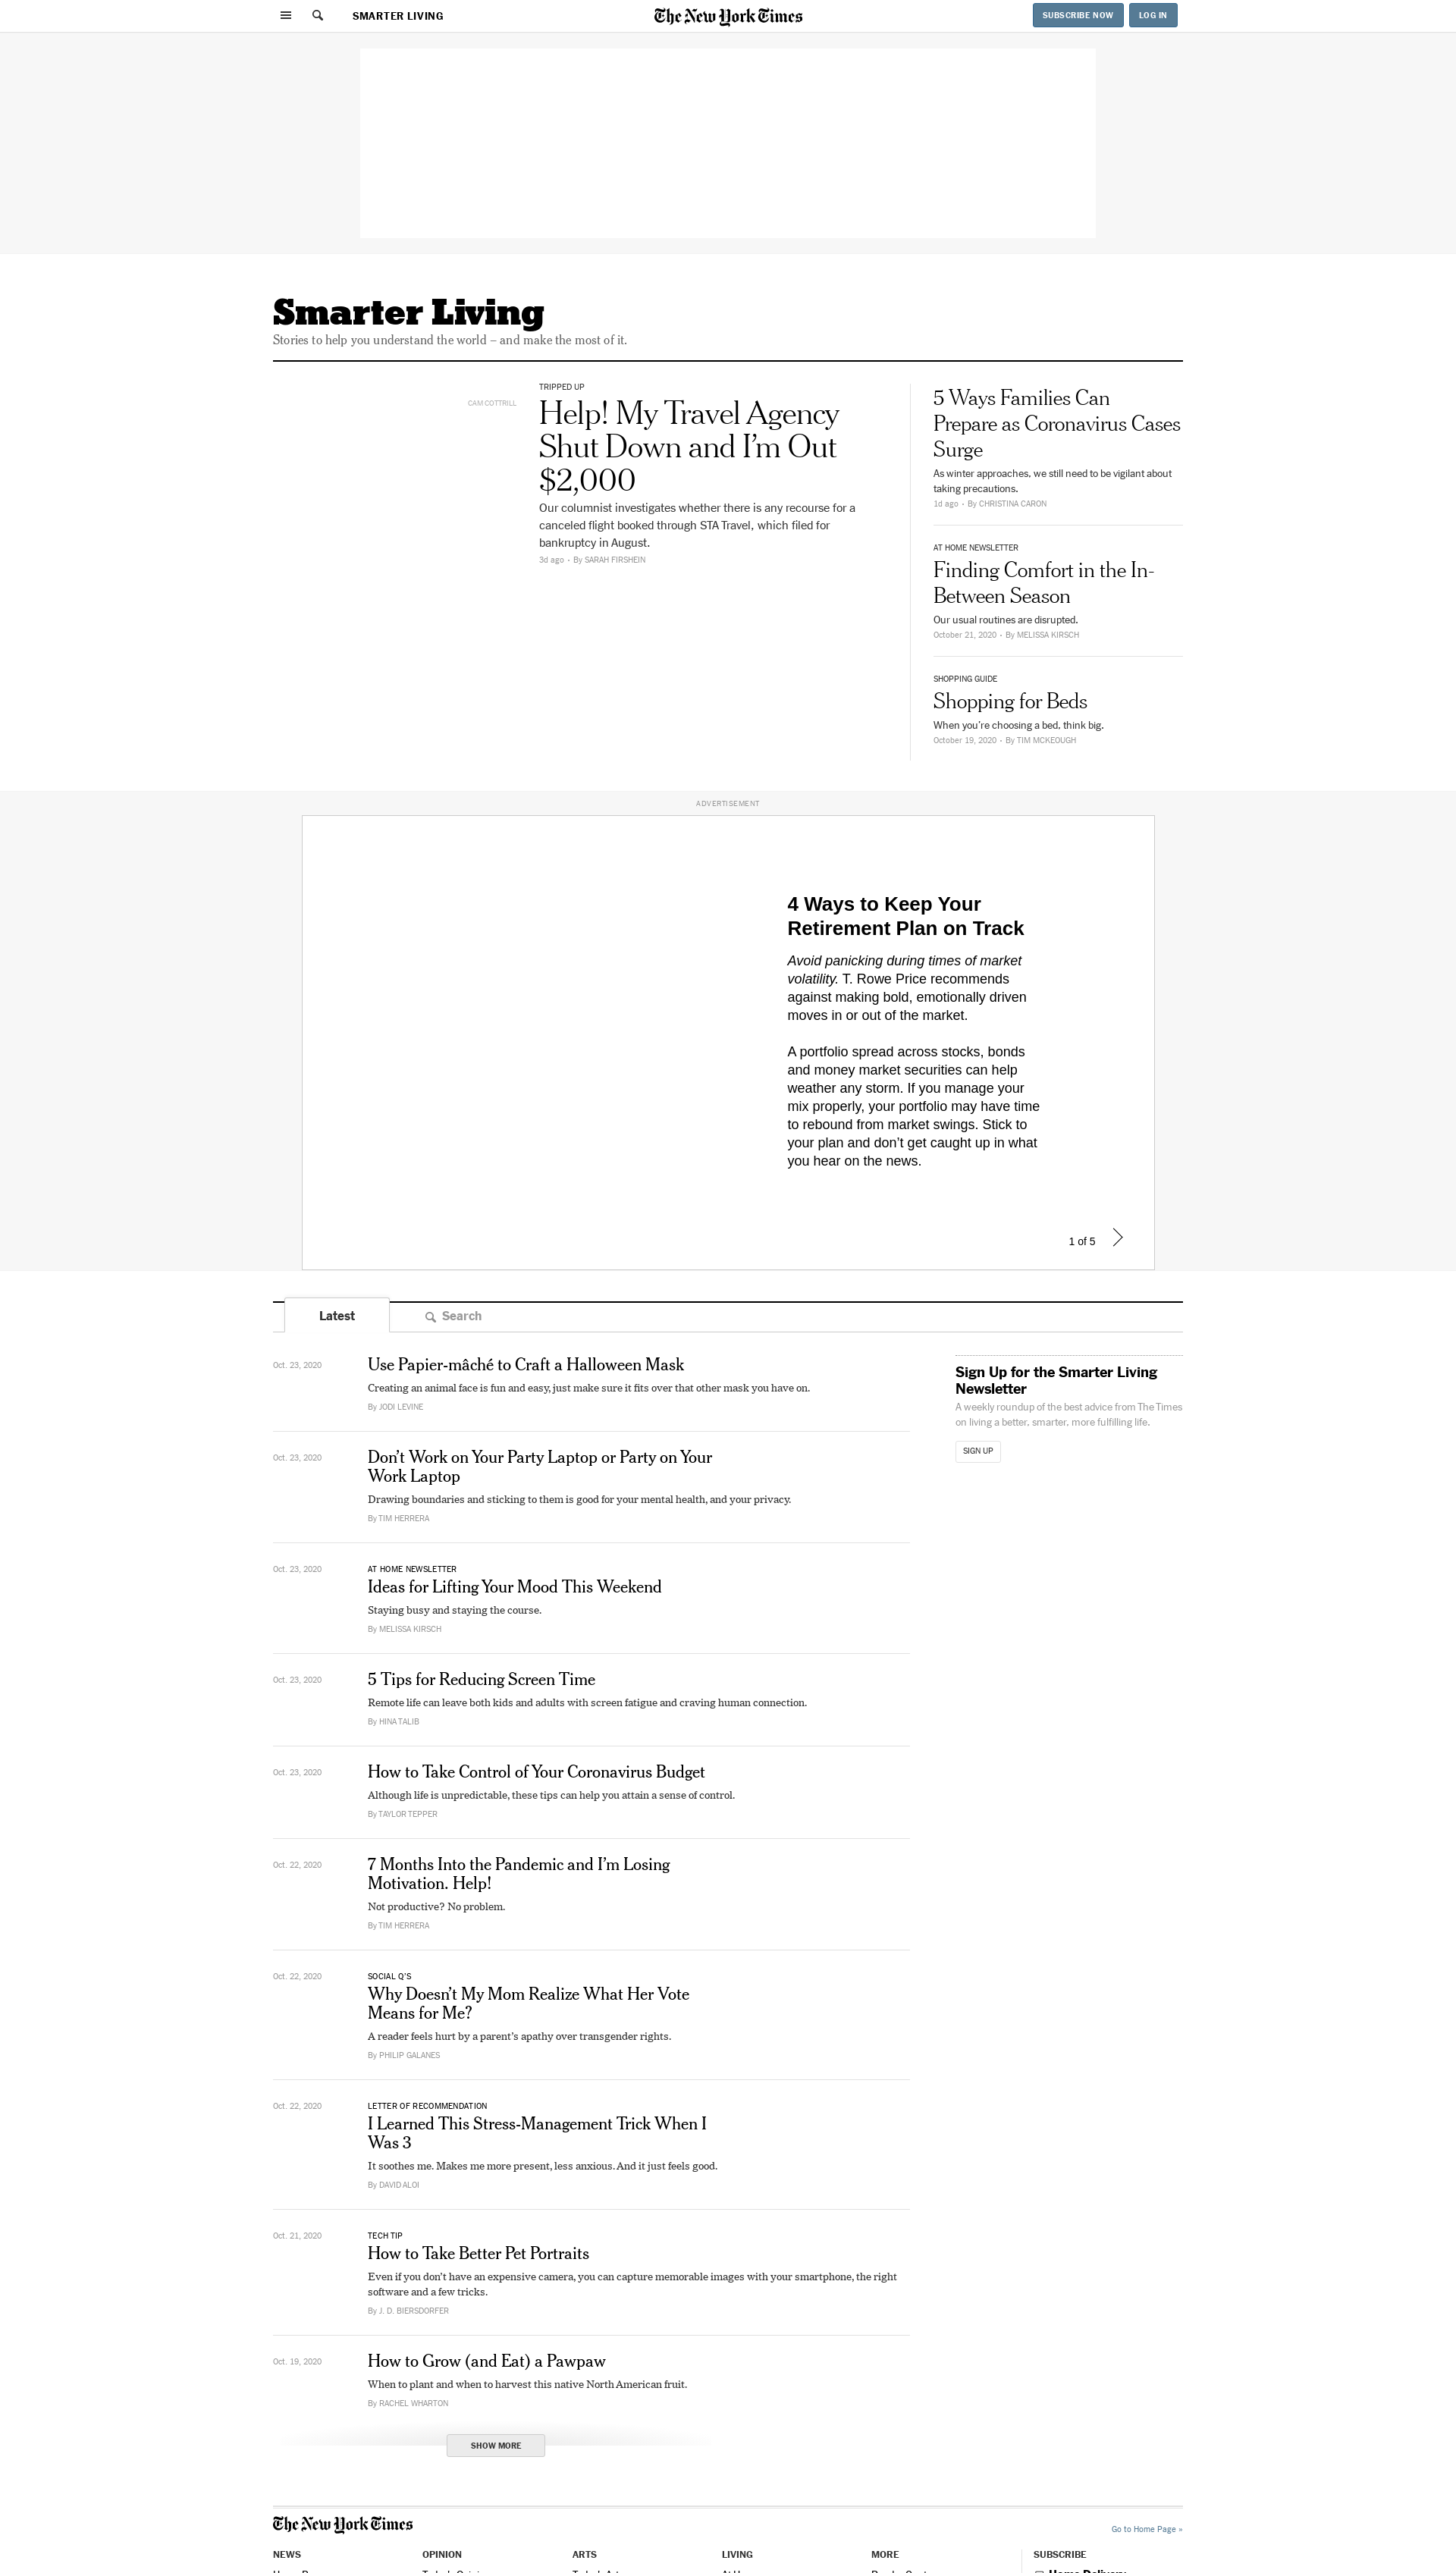 SMARTER LIVING
The New York Times
SUBSCRIBE NOW
LOG IN
Smarter Living
Stories to help you understand the world – and make the most of it.
CAM COTTRILL
TRIPPED UP
Help! My Travel Agency
Shut Down and I’m Out
$2,000
Our columnist investigates whether there is any recourse for a
canceled flight booked through STA Travel, which filed for
bankruptcy in August.
3d ago • By SARAH FIRSHEIN
5 Ways Families Can
Prepare as Coronavirus Cases
Surge
As winter approaches, we still need to be vigilant about
taking precautions.
1d ago • By CHRISTINA CARON
AT HOME NEWSLETTER
Finding Comfort in the In-
Between Season
Our usual routines are disrupted.
October 21, 2020 • By MELISSA KIRSCH
SHOPPING GUIDE
Shopping for Beds
When you’re choosing a bed, think big.
October 19, 2020 • By TIM MCKEOUGH
ADVERTISEMENT
4 Ways to Keep Your
Retirement Plan on Track
Avoid panicking during times of market
volatility. T. Rowe Price recommends
against making bold, emotionally driven
moves in or out of the market.
A portfolio spread across stocks, bonds
and money market securities can help
weather any storm. If you manage your
mix properly, your portfolio may have time
to rebound from market swings. Stick to
your plan and don’t get caught up in what
you hear on the news.
1 of 5
Latest
Search
Oct. 23, 2020
Use Papier-mâché to Craft a Halloween Mask
Creating an animal face is fun and easy, just make sure it fits over that other mask you have on.
By JODI LEVINE
Oct. 23, 2020
Don’t Work on Your Party Laptop or Party on Your
Work Laptop
Drawing boundaries and sticking to them is good for your mental health, and your privacy.
By TIM HERRERA
Oct. 23, 2020
AT HOME NEWSLETTER
Ideas for Lifting Your Mood This Weekend
Staying busy and staying the course.
By MELISSA KIRSCH
Oct. 23, 2020
5 Tips for Reducing Screen Time
Remote life can leave both kids and adults with screen fatigue and craving human connection.
By HINA TALIB
Oct. 23, 2020
How to Take Control of Your Coronavirus Budget
Although life is unpredictable, these tips can help you attain a sense of control.
By TAYLOR TEPPER
Oct. 22, 2020
7 Months Into the Pandemic and I’m Losing
Motivation. Help!
Not productive? No problem.
By TIM HERRERA
Oct. 22, 2020
SOCIAL Q’S
Why Doesn’t My Mom Realize What Her Vote
Means for Me?
A reader feels hurt by a parent’s apathy over transgender rights.
By PHILIP GALANES
Oct. 22, 2020
LETTER OF RECOMMENDATION
I Learned This Stress-Management Trick When I
Was 3
It soothes me. Makes me more present, less anxious. And it just feels good.
By DAVID ALOI
Oct. 21, 2020
TECH TIP
How to Take Better Pet Portraits
Even if you don’t have an expensive camera, you can capture memorable images with your smartphone, the right
software and a few tricks.
By J. D. BIERSDORFER
Oct. 19, 2020
How to Grow (and Eat) a Pawpaw
When to plant and when to harvest this native North American fruit.
By RACHEL WHARTON
SHOW MORE
Sign Up for the Smarter Living
Newsletter
A weekly roundup of the best advice from The Times
on living a better, smarter, more fulfilling life.
SIGN UP
The New York Times
Go to Home Page »
NEWS
OPINION
ARTS
LIVING
MORE
SUBSCRIBE